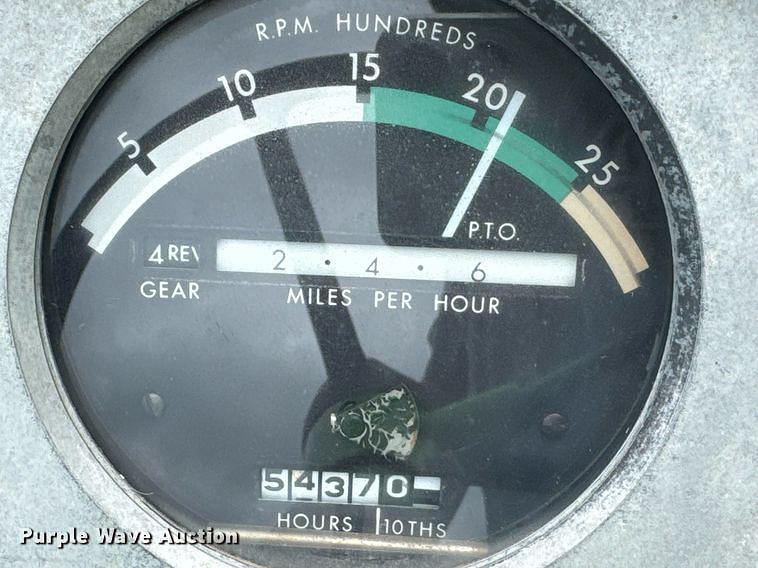 R.P.M. HUNDREDS
5 10 15 20 25
P.T.O.
4 REV 2 · 4 · 6
GEAR MILES PER HOUR
54370
HOURS 10THS
Purple Wave Auction